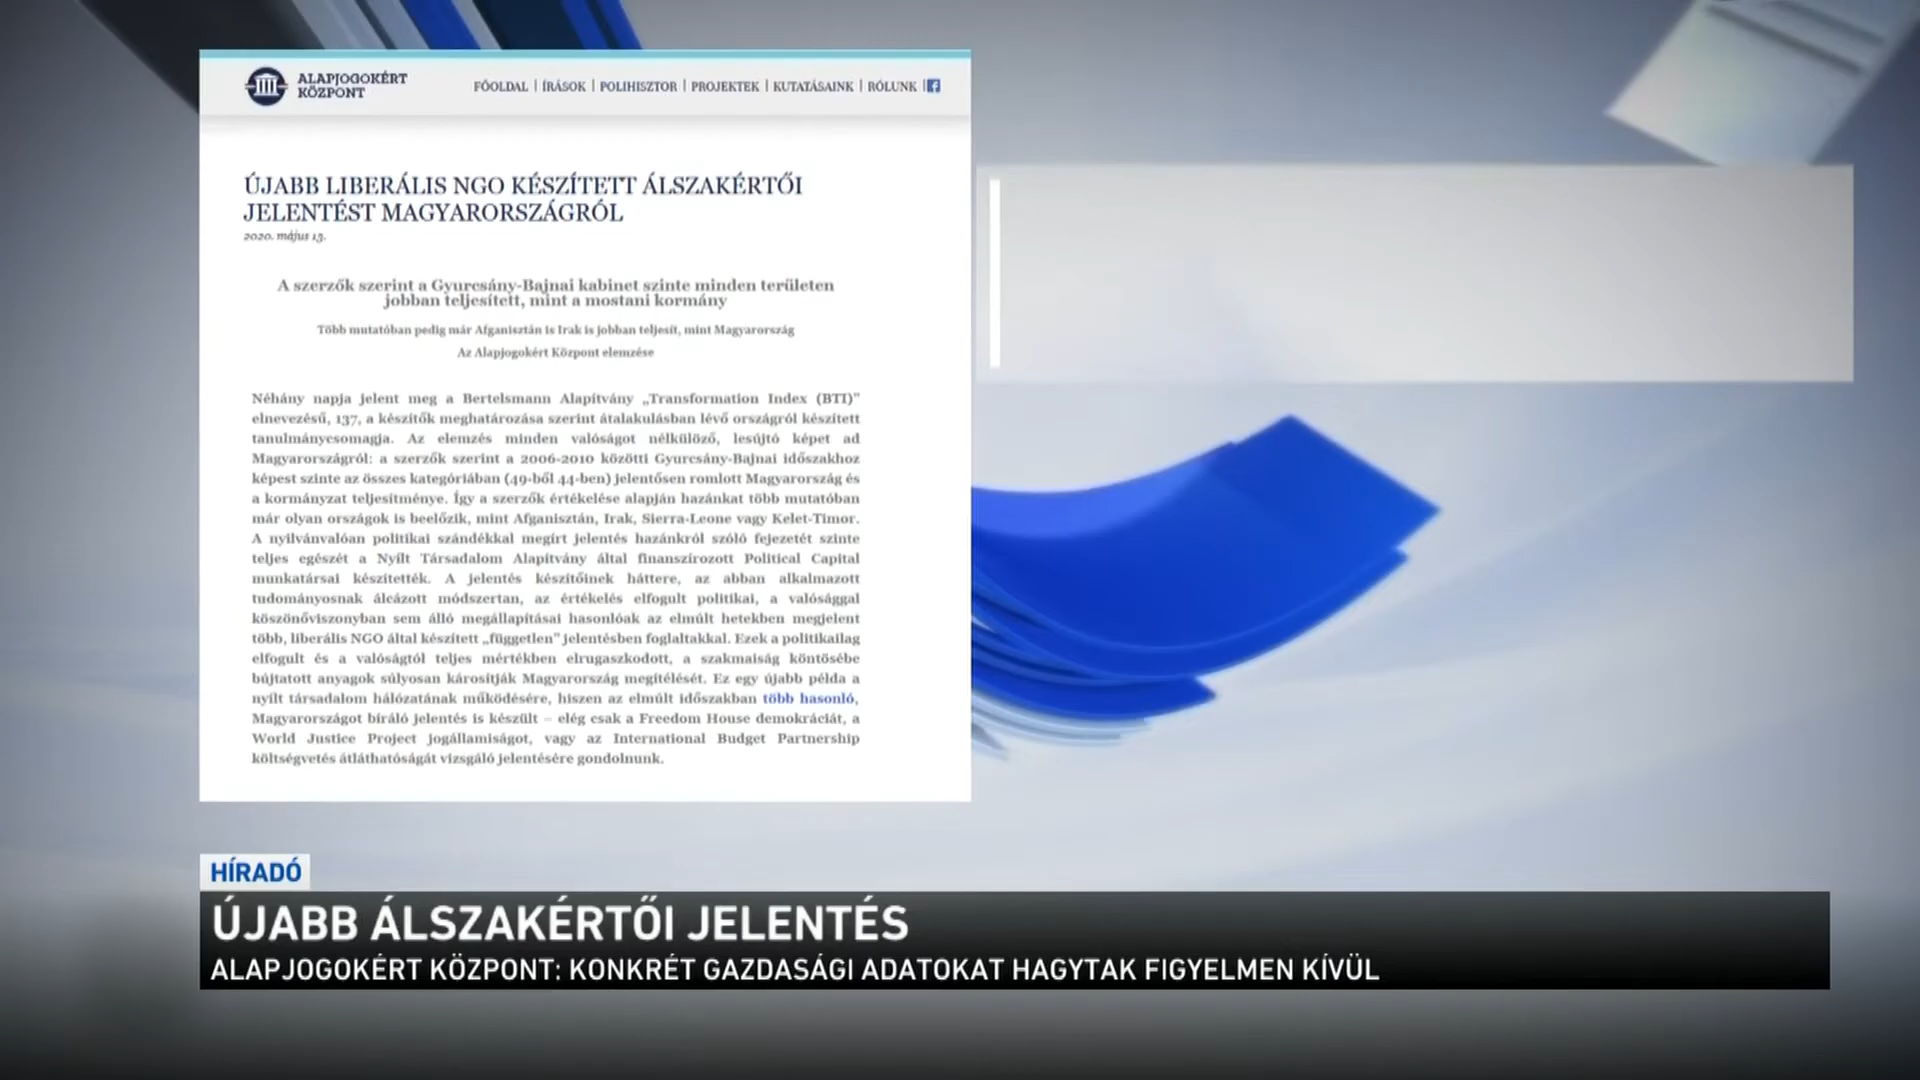 ALAPJOGOKÉRT
KÖZPONT
FŐOLDAL | ÍRÁSOK | POLIHISZTOR | PROJEKTEK | KUTATÁSAINK | RÓLUNK |
ÚJABB LIBERÁLIS NGO KÉSZÍTETT ÁLSZAKÉRTŐI
JELENTÉST MAGYARORSZÁGRÓL
2020. május 13.
A szerzők szerint a Gyurcsány-Bajnai kabinet szinte minden területen
jobban teljesített, mint a mostani kormány
Több mutatóban pedig már Afganisztán is Irak is jobban teljesít, mint Magyarország
Az Alapjogokért Központ elemzése
Néhány napja jelent meg a Bertelsmann Alapítvány „Transformation Index (BTI)”
elnevezésű, 137, a készítők meghatározása szerint átalakulásban lévő országról készített
tanulmánycsomagja. Az elemzés minden valóságot nélkülöző, lesújtó képet ad
Magyarországról: a szerzők szerint a 2006-2010 közötti Gyurcsány-Bajnai időszakhoz
képest szinte az összes kategóriában (49-ből 44-ben) jelentősen romlott Magyarország és
a kormányzat teljesítménye. Így a szerzők értékelése alapján hazánkat több mutatóban
már olyan országok is beelőzik, mint Afganisztán, Irak, Sierra-Leone vagy Kelet-Timor.
A nyilvánvalóan politikai szándékkal megírt jelentés hazánkról szóló fejezetét szinte
teljes egészét a Nyílt Társadalom Alapítvány által finanszírozott Political Capital
munkatársai készítették. A jelentés készítőinek háttere, az abban alkalmazott
tudományosnak álcázott módszertan, az értékelés elfogult politikai, a valósággal
köszönőviszonyban sem álló megállapításai hasonlóak az elmúlt hetekben megjelent
több, liberális NGO által készített „független” jelentésben foglaltakkal. Ezek a politikailag
elfogult és a valóságtól teljes mértékben elrugaszkodott, a szakmaiság köntösébe
bújtatott anyagok súlyosan károsítják Magyarország megítélését. Ez egy újabb példa a
nyílt társadalom hálózatának működésére, hiszen az elmúlt időszakban több hasonló,
Magyarországot bíráló jelentés is készült – elég csak a Freedom House demokráciát, a
World Justice Project jogállamiságot, vagy az International Budget Partnership
költségvetés átláthatóságát vizsgáló jelentésére gondolnunk.
HÍRADÓ
ÚJABB ÁLSZAKÉRTŐI JELENTÉS
ALAPJOGOKÉRT KÖZPONT: KONKRÉT GAZDASÁGI ADATOKAT HAGYTAK FIGYELMEN KÍVÜL